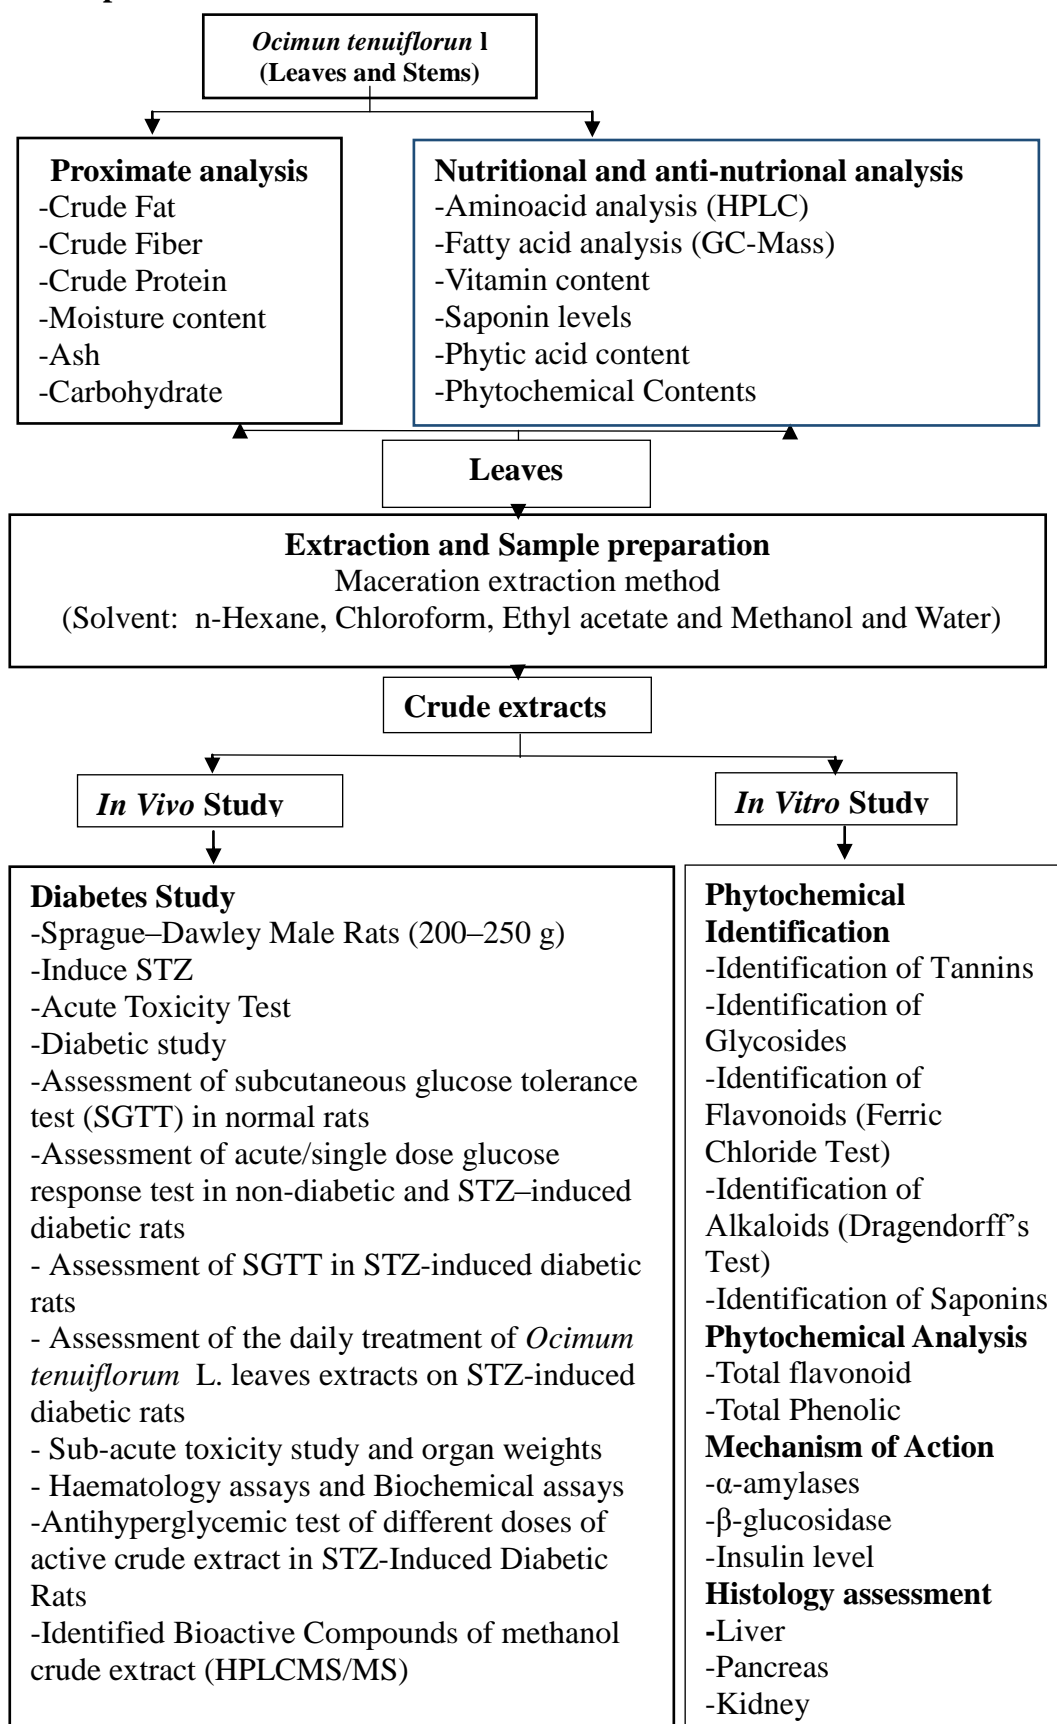 Ocimun tenuiflorun l
(Leaves and Stems)
Proximate analysis
-Crude Fat
-Crude Fiber
-Crude Protein
-Moisture content
-Ash
-Carbohydrate
Nutritional and anti-nutrional analysis
-Aminoacid analysis (HPLC)
-Fatty acid analysis (GC-Mass)
-Vitamin content
-Saponin levels
-Phytic acid content
-Phytochemical Contents
Leaves
Extraction and Sample preparation
Maceration extraction method
(Solvent: n-Hexane, Chloroform, Ethyl acetate and Methanol and Water)
Crude extracts
In Vivo Study
In Vitro Study
Diabetes Study
-Sprague–Dawley Male Rats (200–250 g)
-Induce STZ
-Acute Toxicity Test
-Diabetic study
-Assessment of subcutaneous glucose tolerance
test (SGTT) in normal rats
-Assessment of acute/single dose glucose
response test in non-diabetic and STZ–induced
diabetic rats
- Assessment of SGTT in STZ-induced diabetic
rats
- Assessment of the daily treatment of Ocimum
tenuiflorum L. leaves extracts on STZ-induced
diabetic rats
- Sub-acute toxicity study and organ weights
- Haematology assays and Biochemical assays
-Antihyperglycemic test of different doses of
active crude extract in STZ-Induced Diabetic
Rats
-Identified Bioactive Compounds of methanol
crude extract (HPLCMS/MS)
Phytochemical
Identification
-Identification of Tannins
-Identification of
Glycosides
-Identification of
Flavonoids (Ferric
Chloride Test)
-Identification of
Alkaloids (Dragendorff’s
Test)
-Identification of Saponins
Phytochemical Analysis
-Total flavonoid
-Total Phenolic
Mechanism of Action
-α-amylases
-β-glucosidase
-Insulin level
Histology assessment
-Liver
-Pancreas
-Kidney